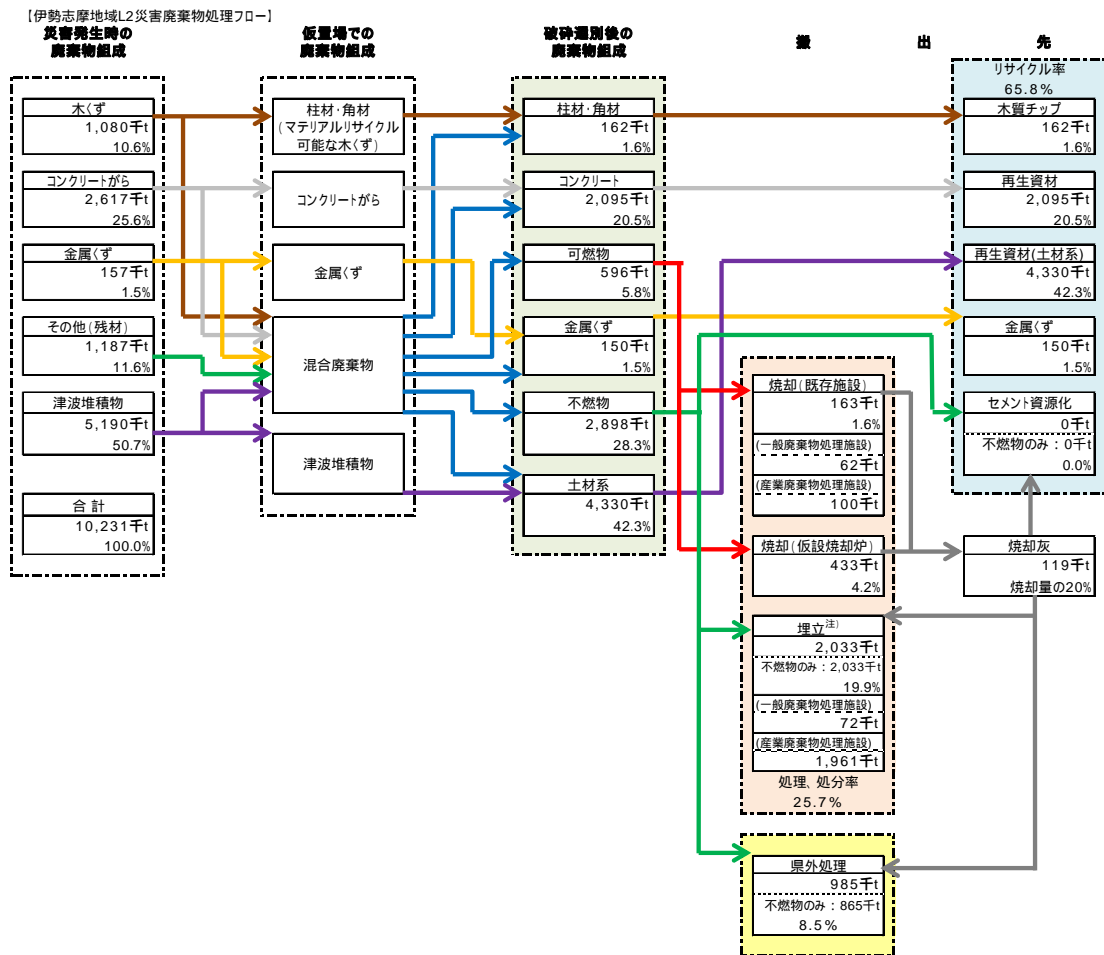 【伊勢志摩地域L2災害廃棄物処理フロー】
災害発生時の
廃棄物組成
仮置場での
廃棄物組成
破砕選別後の
廃棄物組成
搬 出 先
木くず
1,080千t
10.6%
コンクリートがら
2,617千t
25.6%
金属くず
157千t
1.5%
その他(残材)
1,187千t
11.6%
津波堆積物
5,190千t
50.7%
合計
10,231千t
100.0%
柱材・角材
(マテリアルリサイクル
可能な木くず)
コンクリートがら
金属くず
混合廃棄物
津波堆積物
柱材・角材
162千t
1.6%
コンクリート
2,095千t
20.5%
可燃物
596千t
5.8%
金属くず
150千t
1.5%
不燃物
2,898千t
28.3%
土材系
4,330千t
42.3%
焼却(既存施設)
163千t
1.6%
(一般廃棄物処理施設)
62千t
(産業廃棄物処理施設)
100千t
焼却(仮設焼却炉)
433千t
4.2%
埋立注)
2,033千t
不燃物のみ：2,033千t
19.9%
(一般廃棄物処理施設)
72千t
(産業廃棄物処理施設)
1,961千t
処理、処分率
25.7%
県外処理
985千t
不燃物のみ：865千t
8.5%
リサイクル率
65.8%
木質チップ
162千t
1.6%
再生資材
2,095千t
20.5%
再生資材(土材系)
4,330千t
42.3%
金属くず
150千t
1.5%
セメント資源化
0千t
不燃物のみ：0千t
0.0%
焼却灰
119千t
焼却量の20%